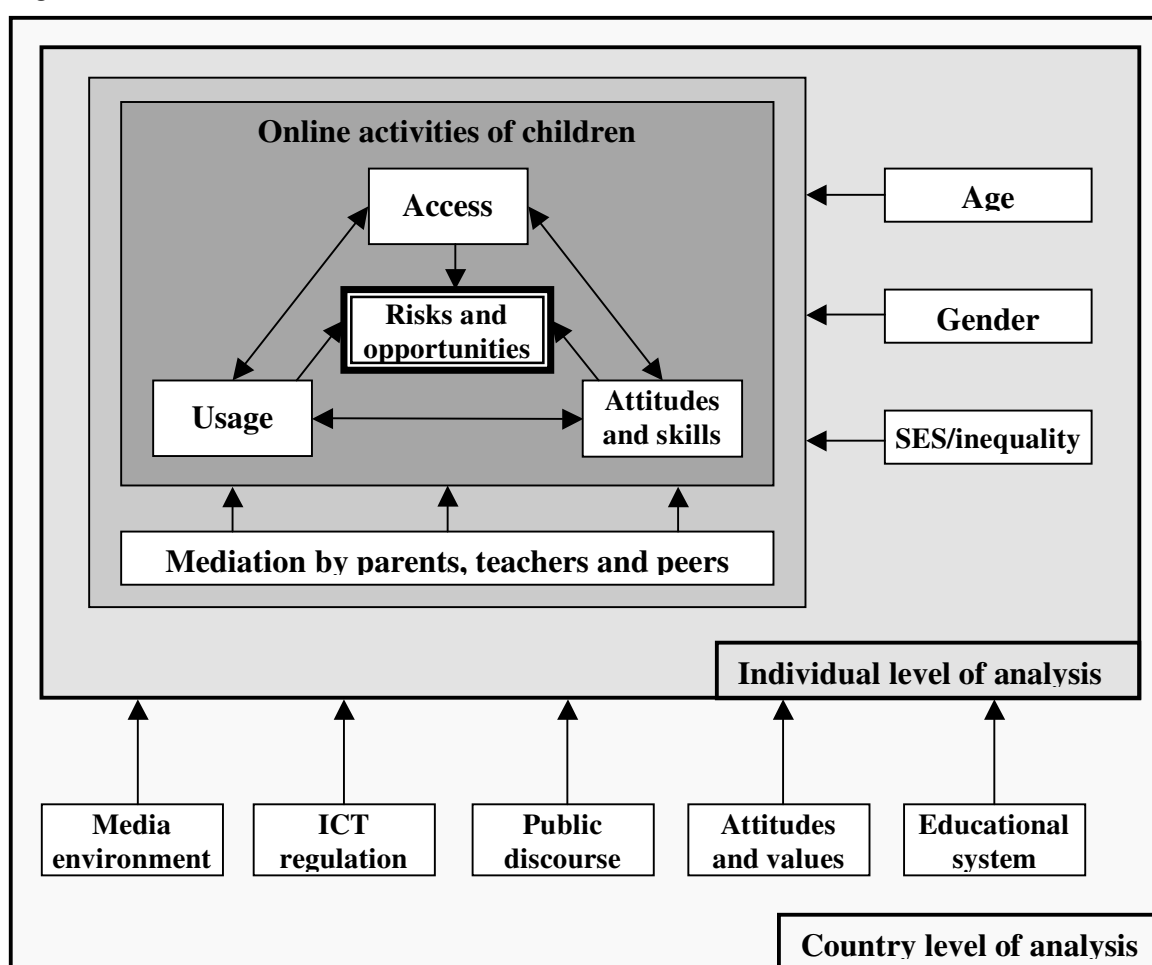 Online activities of children
Access
Age
Risks and
opportunities
Gender
Usage
Attitudes
and skills
SES/inequality
Mediation by parents, teachers and peers
Individual level of analysis
Media
environment
ICT
regulation
Public
discourse
Attitudes
and values
Educational
system
Country level of analysis